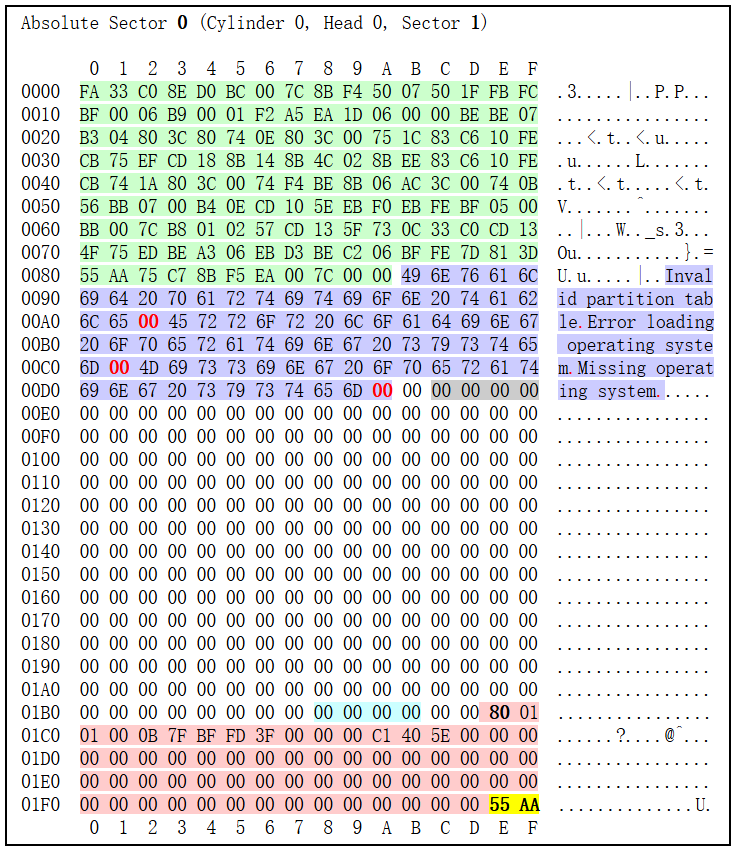 Absolute Sector 0 (Cylinder 0, Head 0, Sector 1)
0 1 2 3 4 5 6 7 8 9 A B C D E F
0000 FA 33 C0 8E D0 BC 00 7C 8B F4 50 07 50 1F FB FC .3.....|..P.P...
0010 BF 00 06 B9 00 01 F2 A5 EA 1D 06 00 00 BE BE 07 ................
0020 B3 04 80 3C 80 74 0E 80 3C 00 75 1C 83 C6 10 FE ...<.t..<.u.....
0030 CB 75 EF CD 18 8B 14 8B 4C 02 8B EE 83 C6 10 FE .u......L.......
0040 CB 74 1A 80 3C 00 74 F4 BE 8B 06 AC 3C 00 74 0B .t..<.t.....<.t.
0050 56 BB 07 00 B4 0E CD 10 5E EB F0 EB FE BF 05 00 V.......^.......
0060 BB 00 7C B8 01 02 57 CD 13 5F 73 0C 33 C0 CD 13 ..|...W.._s.3...
0070 4F 75 ED BE A3 06 EB D3 BE C2 06 BF FE 7D 81 3D Ou...........}.=
0080 55 AA 75 C7 8B F5 EA 00 7C 00 00 49 6E 76 61 6C U.u.....|..Inval
0090 69 64 20 70 61 72 74 69 74 69 6F 6E 20 74 61 62 id partition tab
00A0 6C 65 00 45 72 72 6F 72 20 6C 6F 61 64 69 6E 67 le.Error loading
00B0 20 6F 70 65 72 61 74 69 6E 67 20 73 79 73 74 65 operating syste
00C0 6D 00 4D 69 73 73 69 6E 67 20 6F 70 65 72 61 74 m.Missing operat
00D0 69 6E 67 20 73 79 73 74 65 6D 00 00 00 00 00 00 ing system......
00E0 00 00 00 00 00 00 00 00 00 00 00 00 00 00 00 00 ................
00F0 00 00 00 00 00 00 00 00 00 00 00 00 00 00 00 00 ................
0100 00 00 00 00 00 00 00 00 00 00 00 00 00 00 00 00 ................
0110 00 00 00 00 00 00 00 00 00 00 00 00 00 00 00 00 ................
0120 00 00 00 00 00 00 00 00 00 00 00 00 00 00 00 00 ................
0130 00 00 00 00 00 00 00 00 00 00 00 00 00 00 00 00 ................
0140 00 00 00 00 00 00 00 00 00 00 00 00 00 00 00 00 ................
0150 00 00 00 00 00 00 00 00 00 00 00 00 00 00 00 00 ................
0160 00 00 00 00 00 00 00 00 00 00 00 00 00 00 00 00 ................
0170 00 00 00 00 00 00 00 00 00 00 00 00 00 00 00 00 ................
0180 00 00 00 00 00 00 00 00 00 00 00 00 00 00 00 00 ................
0190 00 00 00 00 00 00 00 00 00 00 00 00 00 00 00 00 ................
01A0 00 00 00 00 00 00 00 00 00 00 00 00 00 00 00 00 ................
01B0 00 00 00 00 00 00 00 00 00 00 00 00 00 00 80 01 ................
01C0 01 00 0B 7F BF FD 3F 00 00 00 C1 40 5E 00 00 00 ......?....@^...
01D0 00 00 00 00 00 00 00 00 00 00 00 00 00 00 00 00 ................
01E0 00 00 00 00 00 00 00 00 00 00 00 00 00 00 00 00 ................
01F0 00 00 00 00 00 00 00 00 00 00 00 00 00 00 55 AA ..............U.
0 1 2 3 4 5 6 7 8 9 A B C D E F